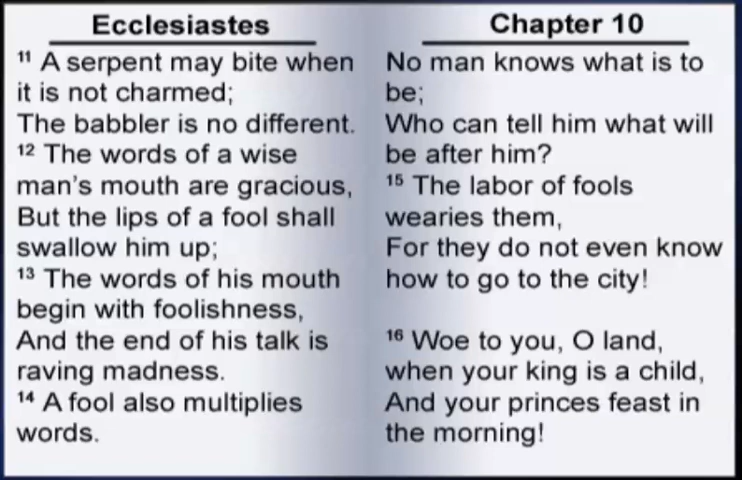 Ecclesiastes
¹¹ A serpent may bite when
it is not charmed;
The babbler is no different.
¹² The words of a wise
man's mouth are gracious,
But the lips of a fool shall
swallow him up;
¹³ The words of his mouth
begin with foolishness,
And the end of his talk is
raving madness.
¹⁴ A fool also multiplies
words.
Chapter 10
No man knows what is to
be;
Who can tell him what will
be after him?
¹⁵ The labor of fools
wearies them,
For they do not even know
how to go to the city!
¹⁶ Woe to you, O land,
when your king is a child,
And your princes feast in
the morning!